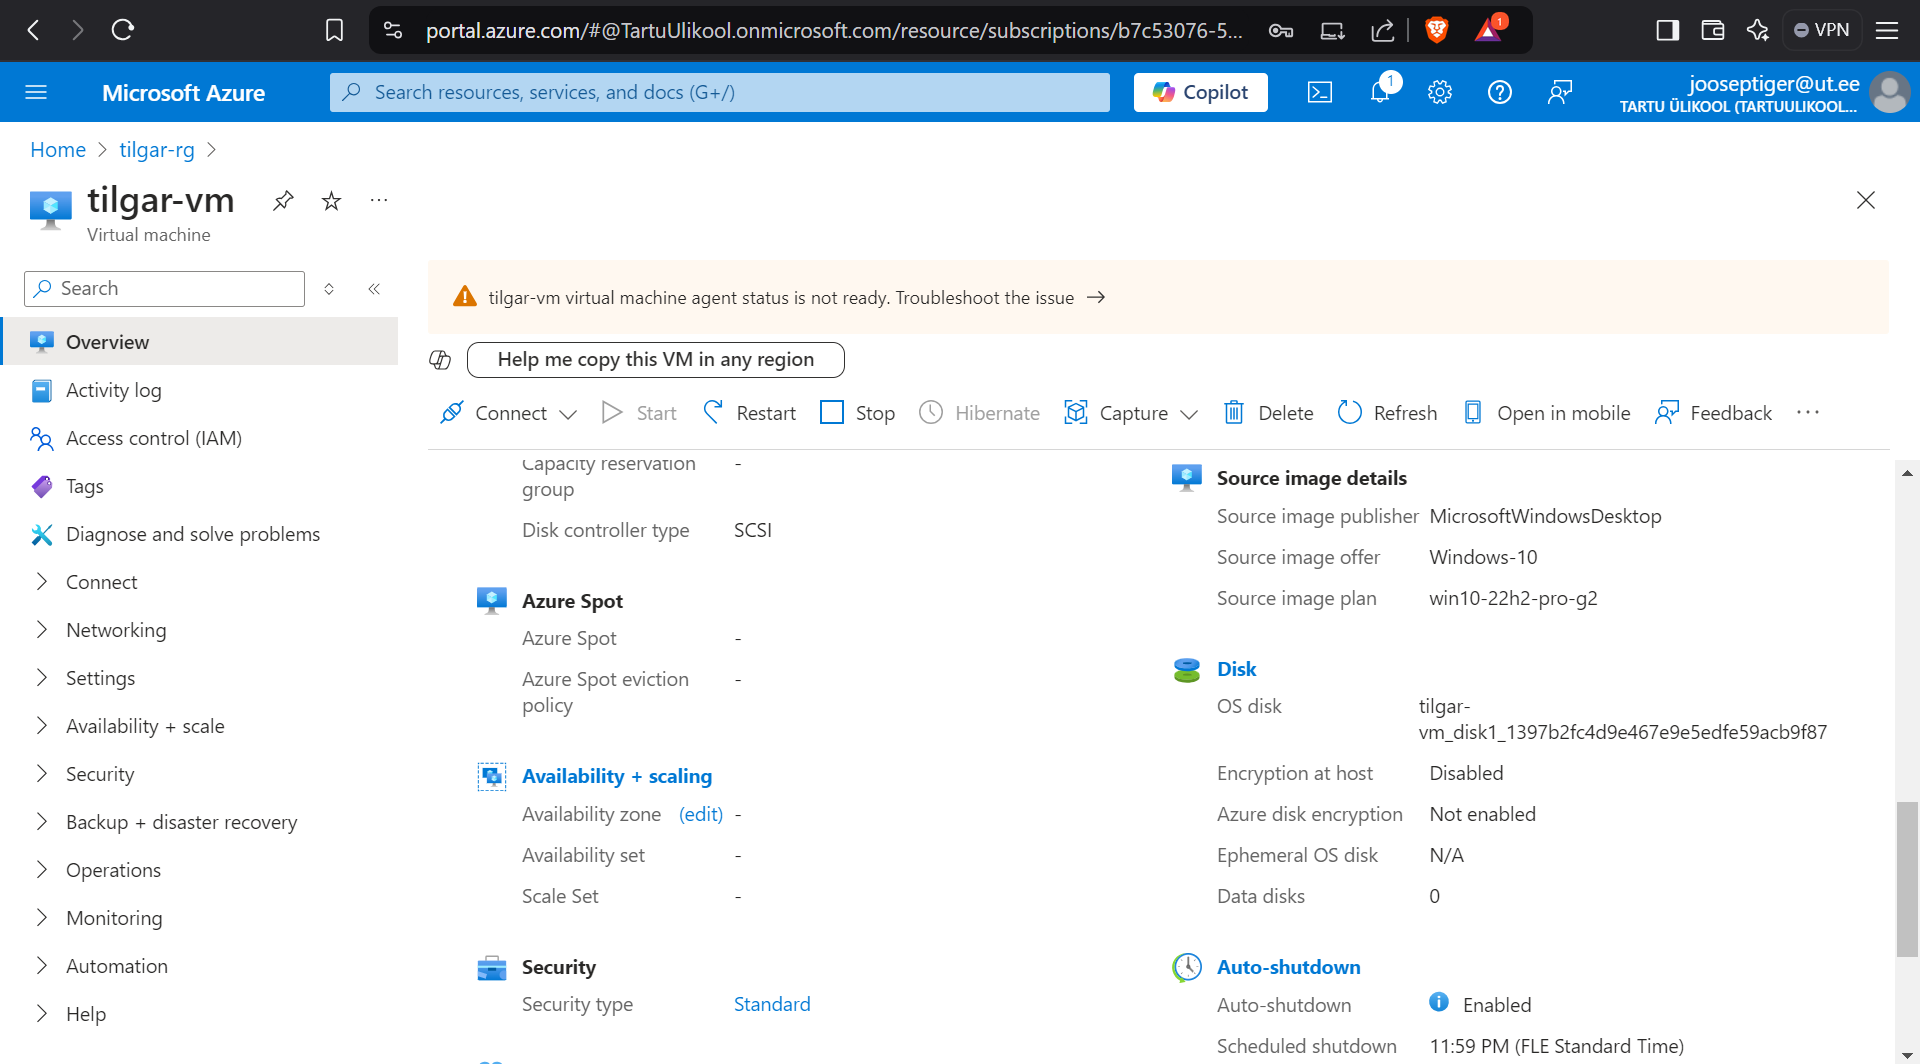 portal.azure.com/#@TartuUlikool.onmicrosoft.com/resource/subscriptions/b7c53076-5...
1
VPN
Microsoft Azure
Search resources, services, and docs (G+/)
Copilot
1
jooseptiger@ut.ee
TARTU ÜLIKOOL (TARTUULIKOOL...
Home > tilgar-rg >
tilgar-vm
Virtual machine
Search
Overview
Activity log
Access control (IAM)
Tags
Diagnose and solve problems
Connect
Networking
Settings
Availability + scale
Security
Backup + disaster recovery
Operations
Monitoring
Automation
Help
tilgar-vm virtual machine agent status is not ready. Troubleshoot the issue →
Help me copy this VM in any region
Connect Start Restart Stop Hibernate Capture Delete Refresh Open in mobile Feedback ...
Capacity reservation group -
Disk controller type SCSI
Azure Spot
Azure Spot -
Azure Spot eviction policy -
Availability + scaling
Availability zone (edit) -
Availability set -
Scale Set -
Security
Security type Standard
Source image details
Source image publisher MicrosoftWindowsDesktop
Source image offer Windows-10
Source image plan win10-22h2-pro-g2
Disk
OS disk tilgar-
vm_disk1_1397b2fc4d9e467e9e5edfe59acb9f87
Encryption at host Disabled
Azure disk encryption Not enabled
Ephemeral OS disk N/A
Data disks 0
Auto-shutdown
Auto-shutdown Enabled
Scheduled shutdown 11:59 PM (FLE Standard Time)